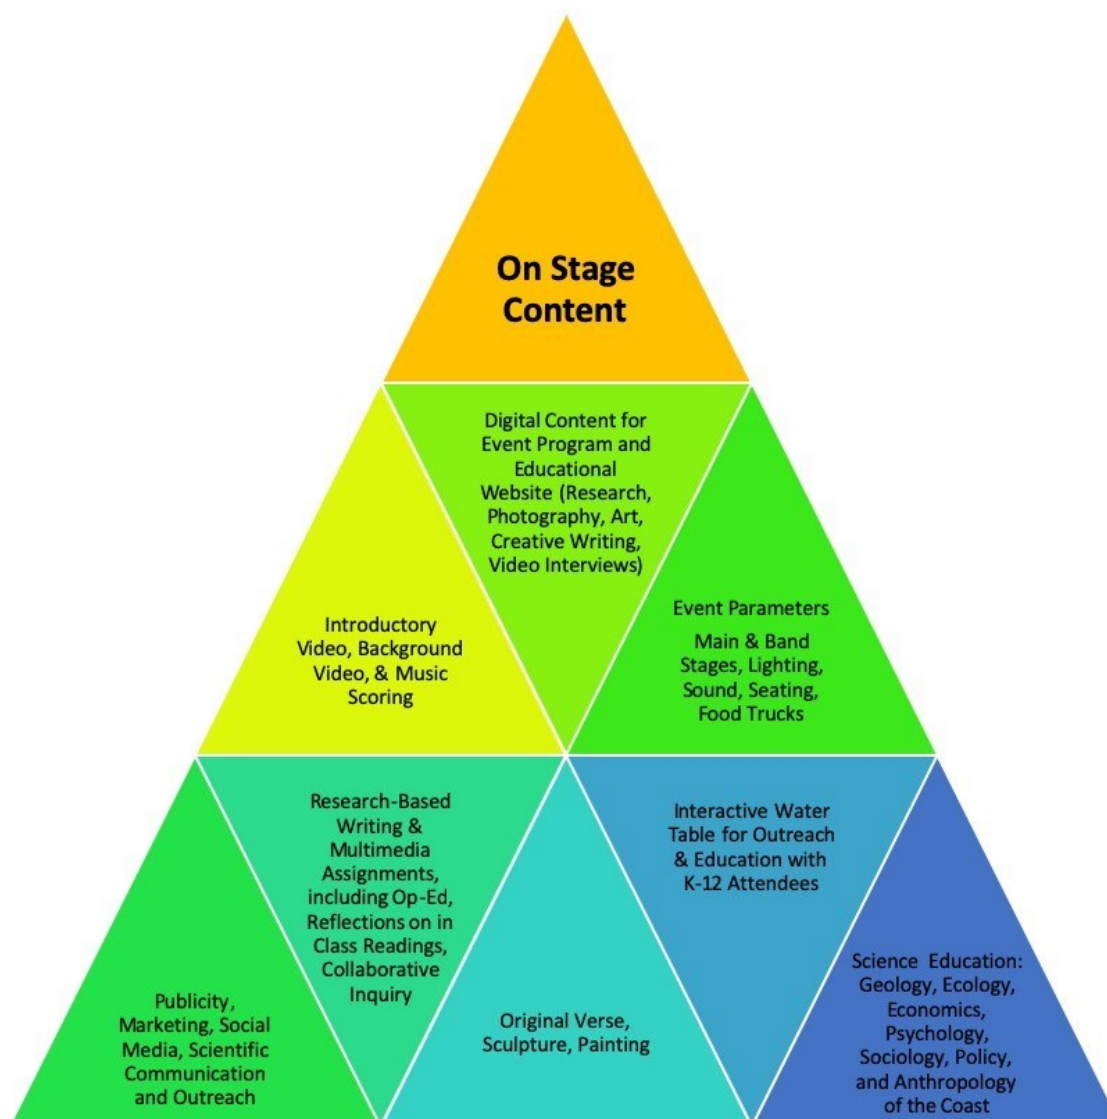 On Stage
Content
Digital Content for
Event Program and
Educational
Website (Research,
Photography, Art,
Creative Writing,
Video Interviews)
Introductory
Video, Background
Video, & Music
Scoring
Event Parameters
Main & Band
Stages, Lighting,
Sound, Seating,
Food Trucks
Publicity,
Marketing, Social
Media, Scientific
Communication
and Outreach
Research-Based
Writing &
Multimedia
Assignments,
including Op-Ed,
Reflections on in
Class Readings,
Collaborative
Inquiry
Original Verse,
Sculpture, Painting
Interactive Water
Table for Outreach
& Education with
K-12 Attendees
Science Education:
Geology, Ecology,
Economics,
Psychology,
Sociology, Policy,
and Anthropology
of the Coast